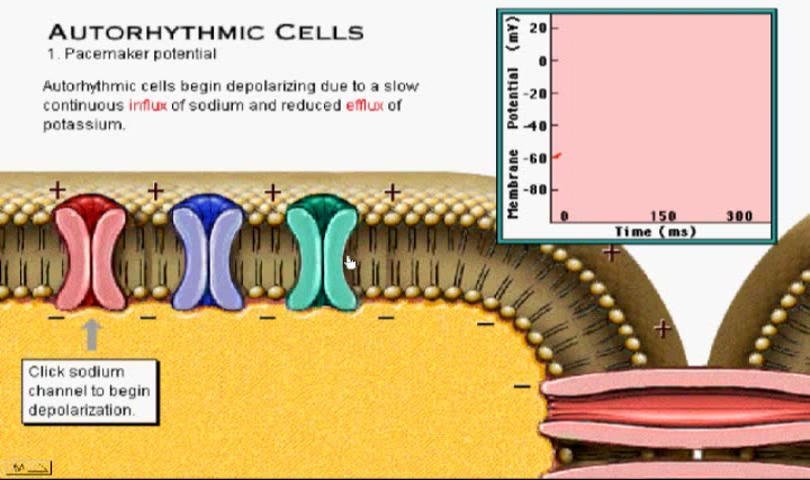 AUTORHYTHMIC CELLS
1. Pacemaker potential
Autorhythmic cells begin depolarizing due to a slow
continuous influx of sodium and reduced efflux of
potassium.
Membrane Potential (mV)
20
0
-20
-40
-60
-80
0 150 300
Time (ms)
+ + + +
+
+
− − − −
−
−
Click sodium
channel to begin
depolarization.